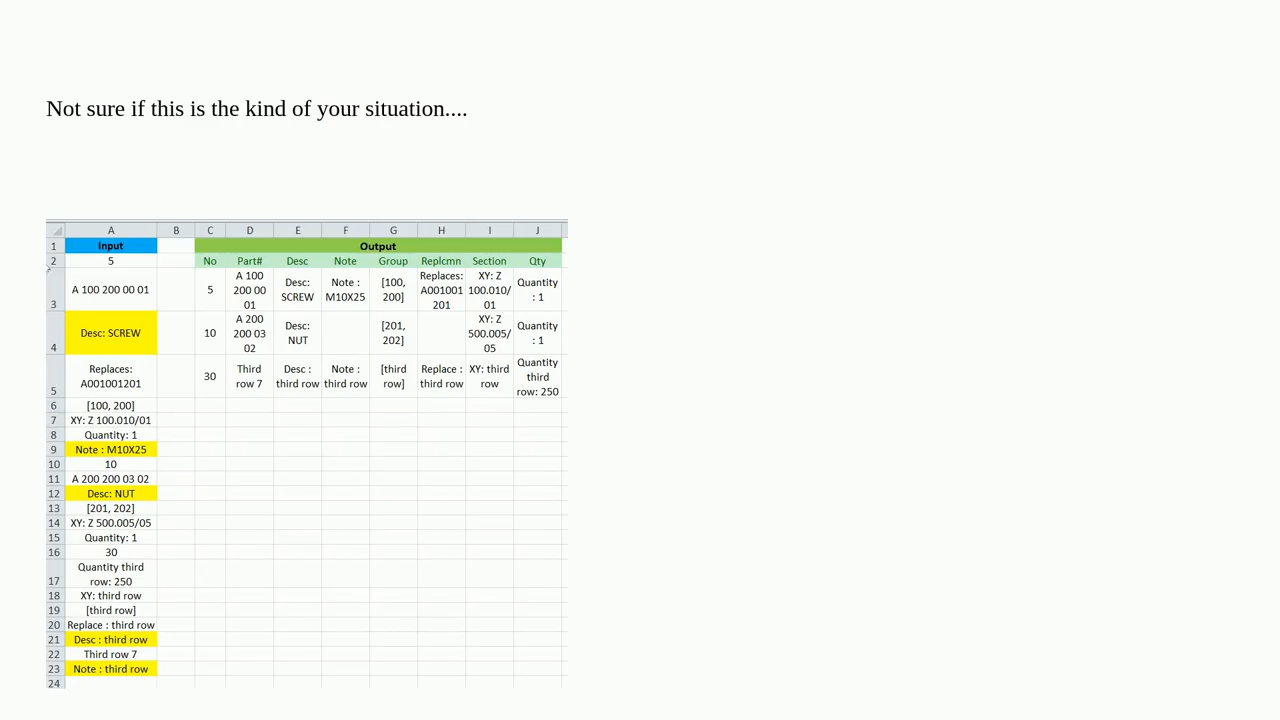 Not sure if this is the kind of your situation....
A B C D E F G H I J
1 Input Output
2 5 No Part# Desc Note Group Replcmn Section Qty
3 A 100 200 00 01 5 A 100 200 00 01 Desc: SCREW Note : M10X25 [100, 200] Replaces: A001001 201 XY: Z 100.010/ 01 Quantity : 1
4 Desc: SCREW 10 A 200 200 03 02 Desc: NUT [201, 202] XY: Z 500.005/ 05 Quantity : 1
5 Replaces: A001001201 30 Third row 7 Desc : third row Note : third row [third row] Replace : third row XY: third row Quantity third row: 250
6 [100, 200]
7 XY: Z 100.010/01
8 Quantity: 1
9 Note : M10X25
10 10
11 A 200 200 03 02
12 Desc: NUT
13 [201, 202]
14 XY: Z 500.005/05
15 Quantity: 1
16 30
17 Quantity third row: 250
18 XY: third row
19 [third row]
20 Replace : third row
21 Desc : third row
22 Third row 7
23 Note : third row
24